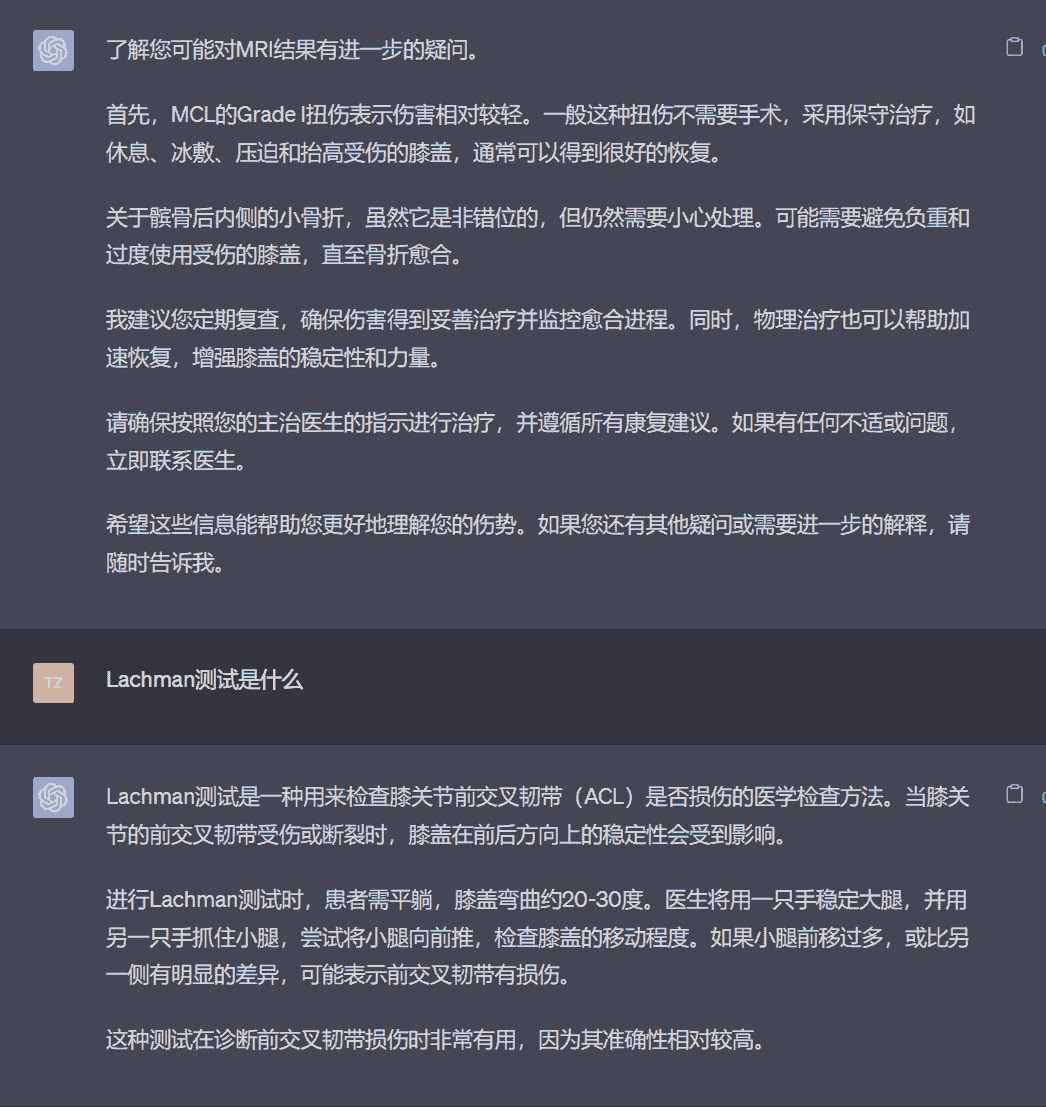 了解您可能对MRI结果有进一步的疑问。
首先，MCL的Grade I扭伤表示伤害相对较轻。一般这种扭伤不需要手术，采用保守治疗，如
休息、冰敷、压迫和抬高受伤的膝盖，通常可以得到很好的恢复。
关于髌骨后内侧的小骨折，虽然它是非错位的，但仍然需要小心处理。可能需要避免负重和
过度使用受伤的膝盖，直至骨折愈合。
我建议您定期复查，确保伤害得到妥善治疗并监控愈合进程。同时，物理治疗也可以帮助加
速恢复，增强膝盖的稳定性和力量。
请确保按照您的主治医生的指示进行治疗，并遵循所有康复建议。如果有任何不适或问题，
立即联系医生。
希望这些信息能帮助您更好地理解您的伤势。如果您还有其他疑问或需要进一步的解释，请
随时告诉我。
TZ
Lachman测试是什么
Lachman测试是一种用来检查膝关节前交叉韧带（ACL）是否损伤的医学检查方法。当膝关
节的前交叉韧带受伤或断裂时，膝盖在前后方向上的稳定性会受到影响。
进行Lachman测试时，患者需平躺，膝盖弯曲约20-30度。医生将用一只手稳定大腿，并用
另一只手抓住小腿，尝试将小腿向前推，检查膝盖的移动程度。如果小腿前移过多，或比另
一侧有明显的差异，可能表示前交叉韧带有损伤。
这种测试在诊断前交叉韧带损伤时非常有用，因为其准确性相对较高。